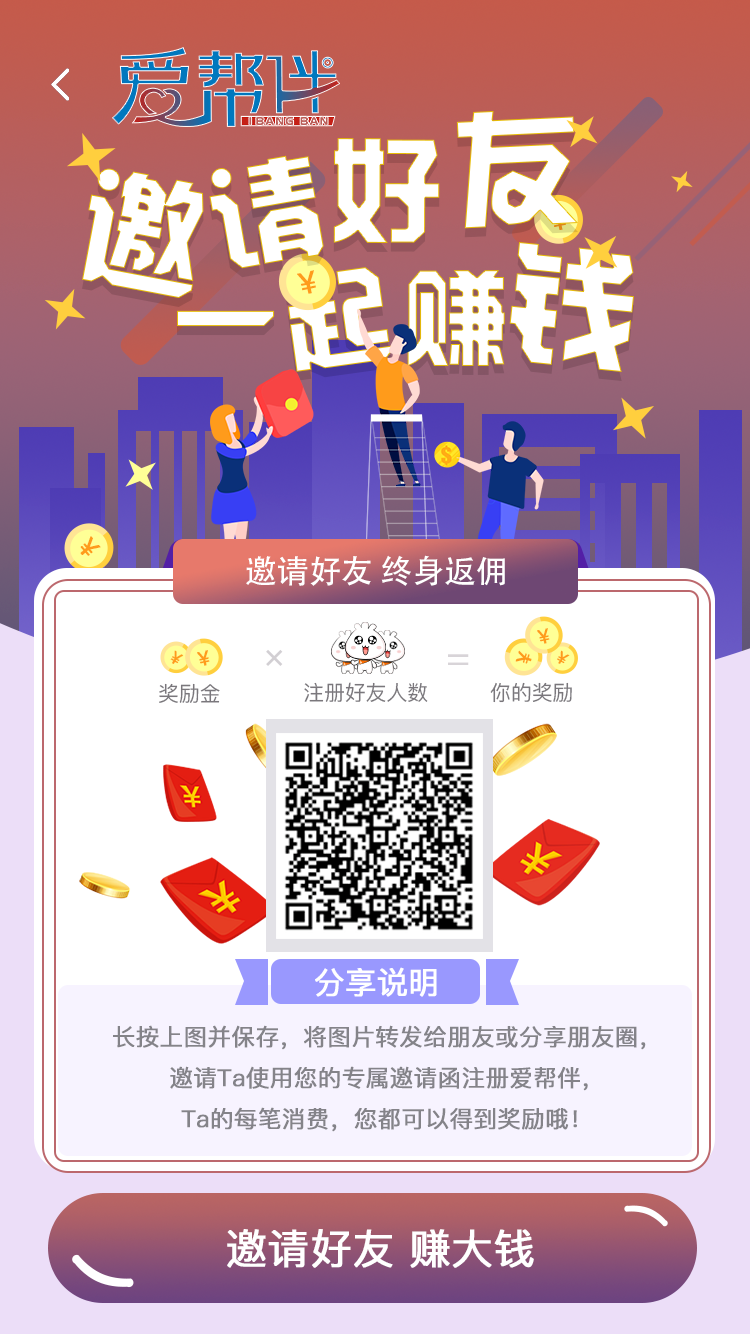 爱帮伴®
IBANG BAN
邀请好友
一起赚钱
邀请好友 终身返佣
奖励金 × 注册好友人数 = 你的奖励
分享说明
长按上图并保存，将图片转发给朋友或分享朋友圈，
邀请Ta使用您的专属邀请函注册爱帮伴，
Ta的每笔消费，您都可以得到奖励哦！
邀请好友 赚大钱